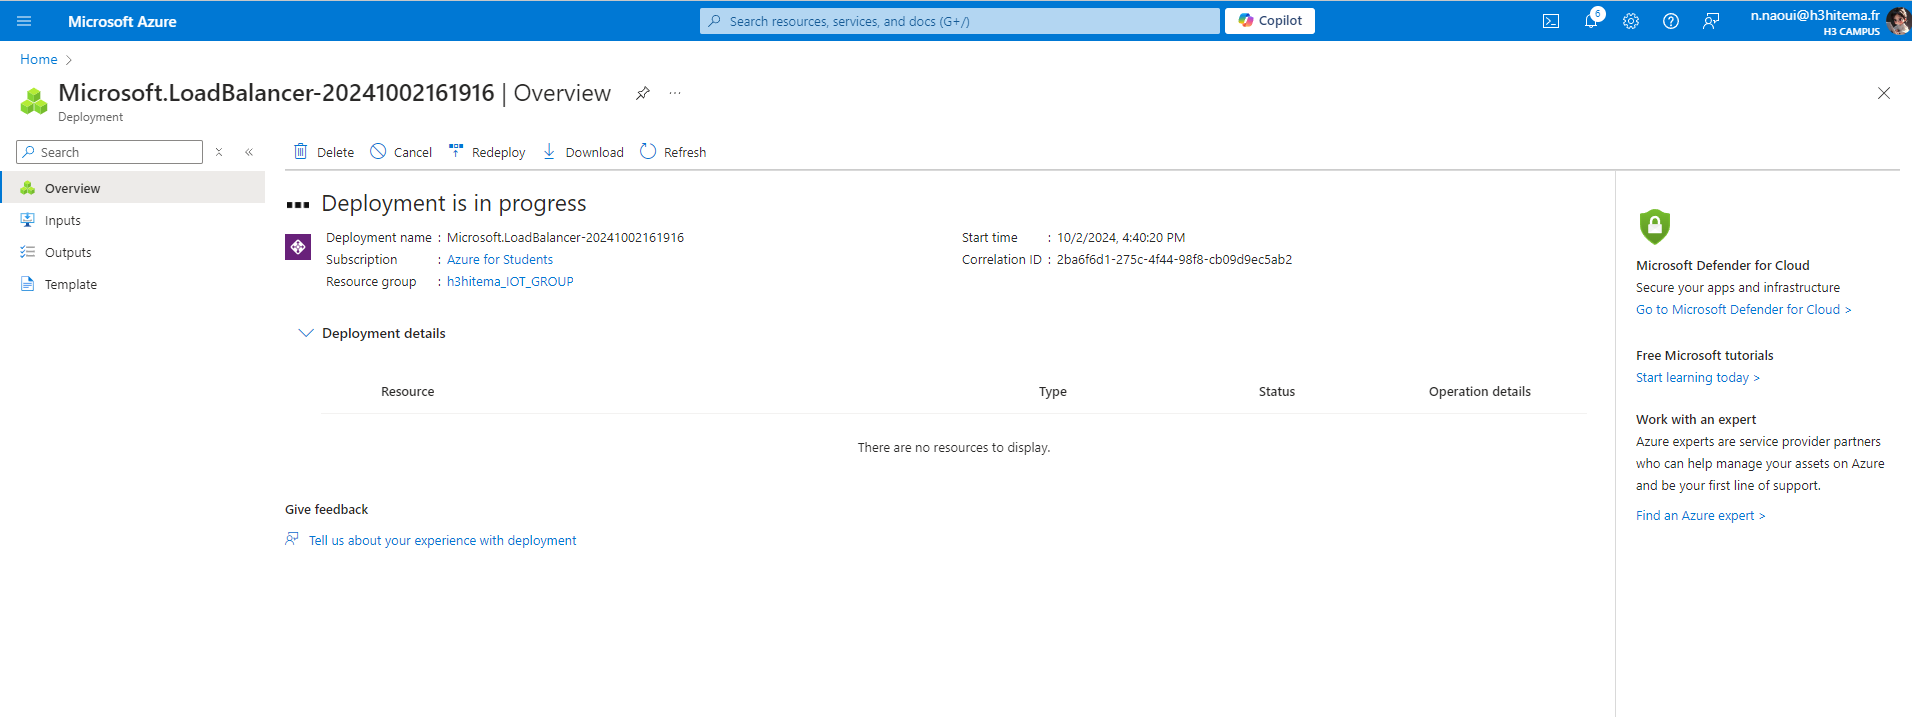 Microsoft Azure
Search resources, services, and docs (G+/)
Copilot
6
n.naoui@h3hitema.fr
H3 CAMPUS
Home >
Microsoft.LoadBalancer-20241002161916 | Overview
Deployment
Search
Delete
Cancel
Redeploy
Download
Refresh
Overview
Inputs
Outputs
Template
Deployment is in progress
Deployment name : Microsoft.LoadBalancer-20241002161916
Subscription : Azure for Students
Resource group : h3hitema_IOT_GROUP
Start time : 10/2/2024, 4:40:20 PM
Correlation ID : 2ba6f6d1-275c-4f44-98f8-cb09d9ec5ab2
Deployment details
Resource Type Status Operation details
There are no resources to display.
Give feedback
Tell us about your experience with deployment
Microsoft Defender for Cloud
Secure your apps and infrastructure
Go to Microsoft Defender for Cloud >
Free Microsoft tutorials
Start learning today >
Work with an expert
Azure experts are service provider partners
who can help manage your assets on Azure
and be your first line of support.
Find an Azure expert >